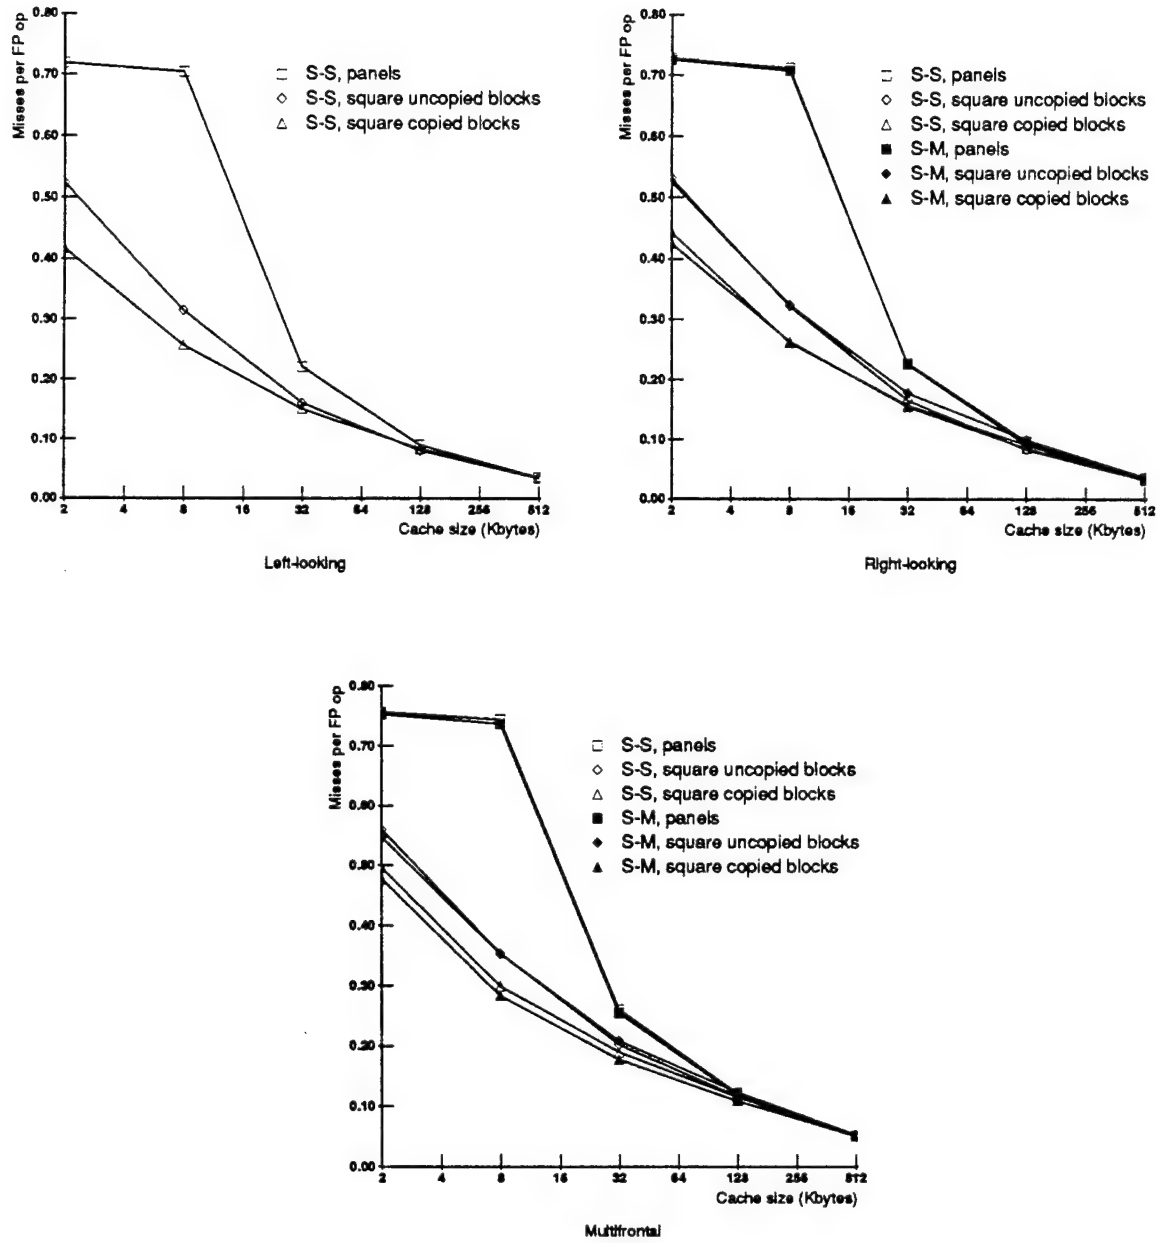 Misses per FP op
0.80
0.70
0.60
0.50
0.40
0.30
0.20
0.10
0.00
2 4 8 16 32 64 128 256 512
Cache size (Kbytes)
S-S, panels
S-S, square uncopied blocks
S-S, square copied blocks
Left-looking
Misses per FP op
0.80
0.70
0.60
0.50
0.40
0.30
0.20
0.10
0.00
2 4 8 16 32 64 128 256 512
Cache size (Kbytes)
S-S, panels
S-S, square uncopied blocks
S-S, square copied blocks
S-M, panels
S-M, square uncopied blocks
S-M, square copied blocks
Right-looking
Misses per FP op
0.80
0.70
0.60
0.50
0.40
0.30
0.20
0.10
0.00
2 4 8 16 32 64 128 256 512
Cache size (Kbytes)
S-S, panels
S-S, square uncopied blocks
S-S, square copied blocks
S-M, panels
S-M, square uncopied blocks
S-M, square copied blocks
Multifrontal